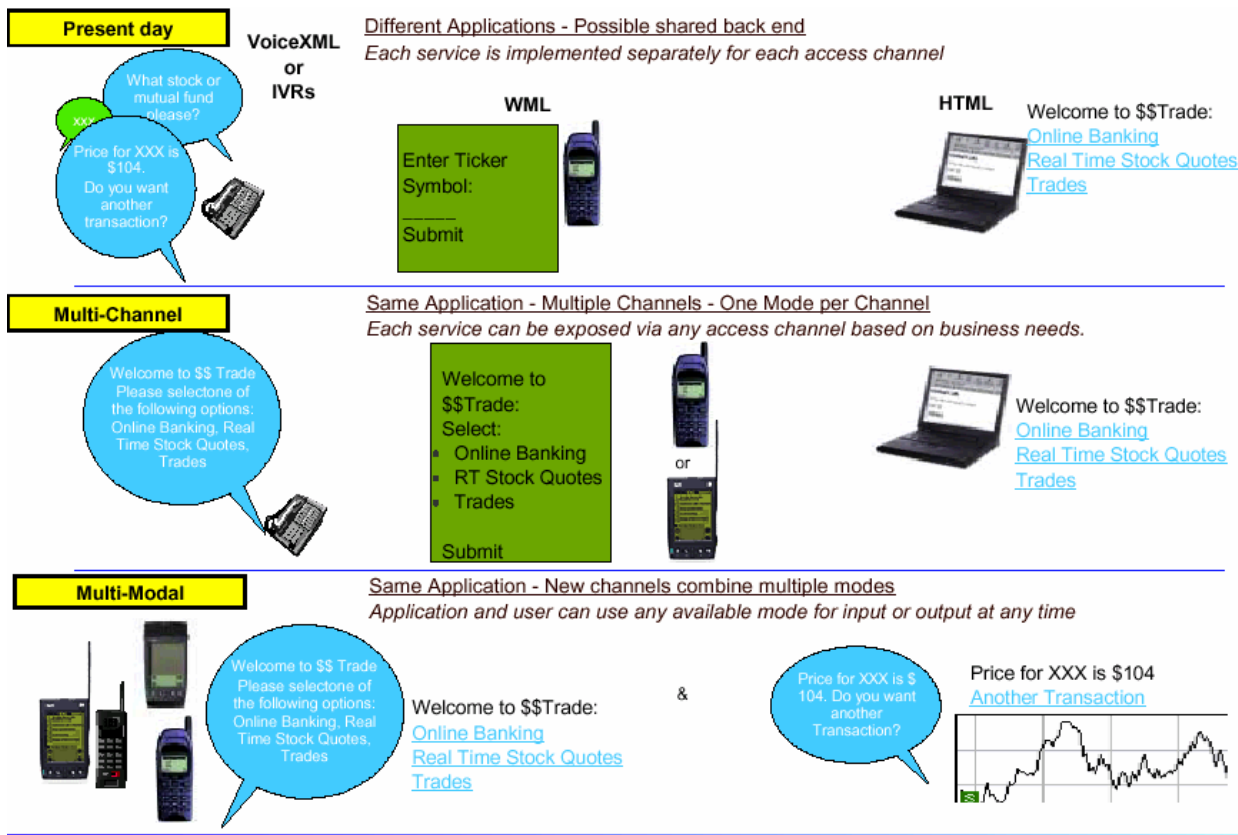 Present day
VoiceXML
or
IVRs
Different Applications - Possible shared back end
Each service is implemented separately for each access channel
What stock or
mutual fund
please?
XXX
Price for XXX is
$104.
Do you want
another
transaction?
WML
Enter Ticker
Symbol:
_____
Submit
HTML
Welcome to $$Trade:
Online Banking
Real Time Stock Quotes
Trades
Multi-Channel
Same Application - Multiple Channels - One Mode per Channel
Each service can be exposed via any access channel based on business needs.
Welcome to $$ Trade
Please selectone of
the following options:
Online Banking, Real
Time Stock Quotes,
Trades
Welcome to
$$Trade:
Select:
▪ Online Banking
▪ RT Stock Quotes
▪ Trades
Submit
or
Welcome to $$Trade:
Online Banking
Real Time Stock Quotes
Trades
Multi-Modal
Same Application - New channels combine multiple modes
Application and user can use any available mode for input or output at any time
Welcome to $$ Trade
Please selectone of
the following options:
Online Banking, Real
Time Stock Quotes,
Trades
Welcome to $$Trade:
Online Banking
Real Time Stock Quotes
Trades
&
Price for XXX is $
104. Do you want
another
Transaction?
Price for XXX is $104
Another Transaction